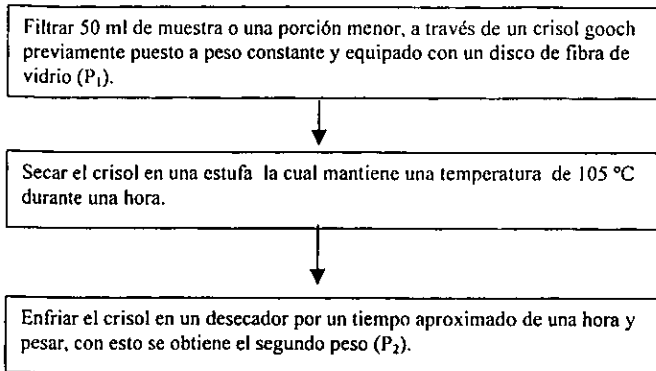 Filtrar 50 ml de muestra o una porción menor, a través de un crisol gooch
previamente puesto a peso constante y equipado con un disco de fibra de
vidrio (P₁).
Secar el crisol en una estufa la cual mantiene una temperatura de 105 ºC
durante una hora.
Enfriar el crisol en un desecador por un tiempo aproximado de una hora y
pesar, con esto se obtiene el segundo peso (P₂).